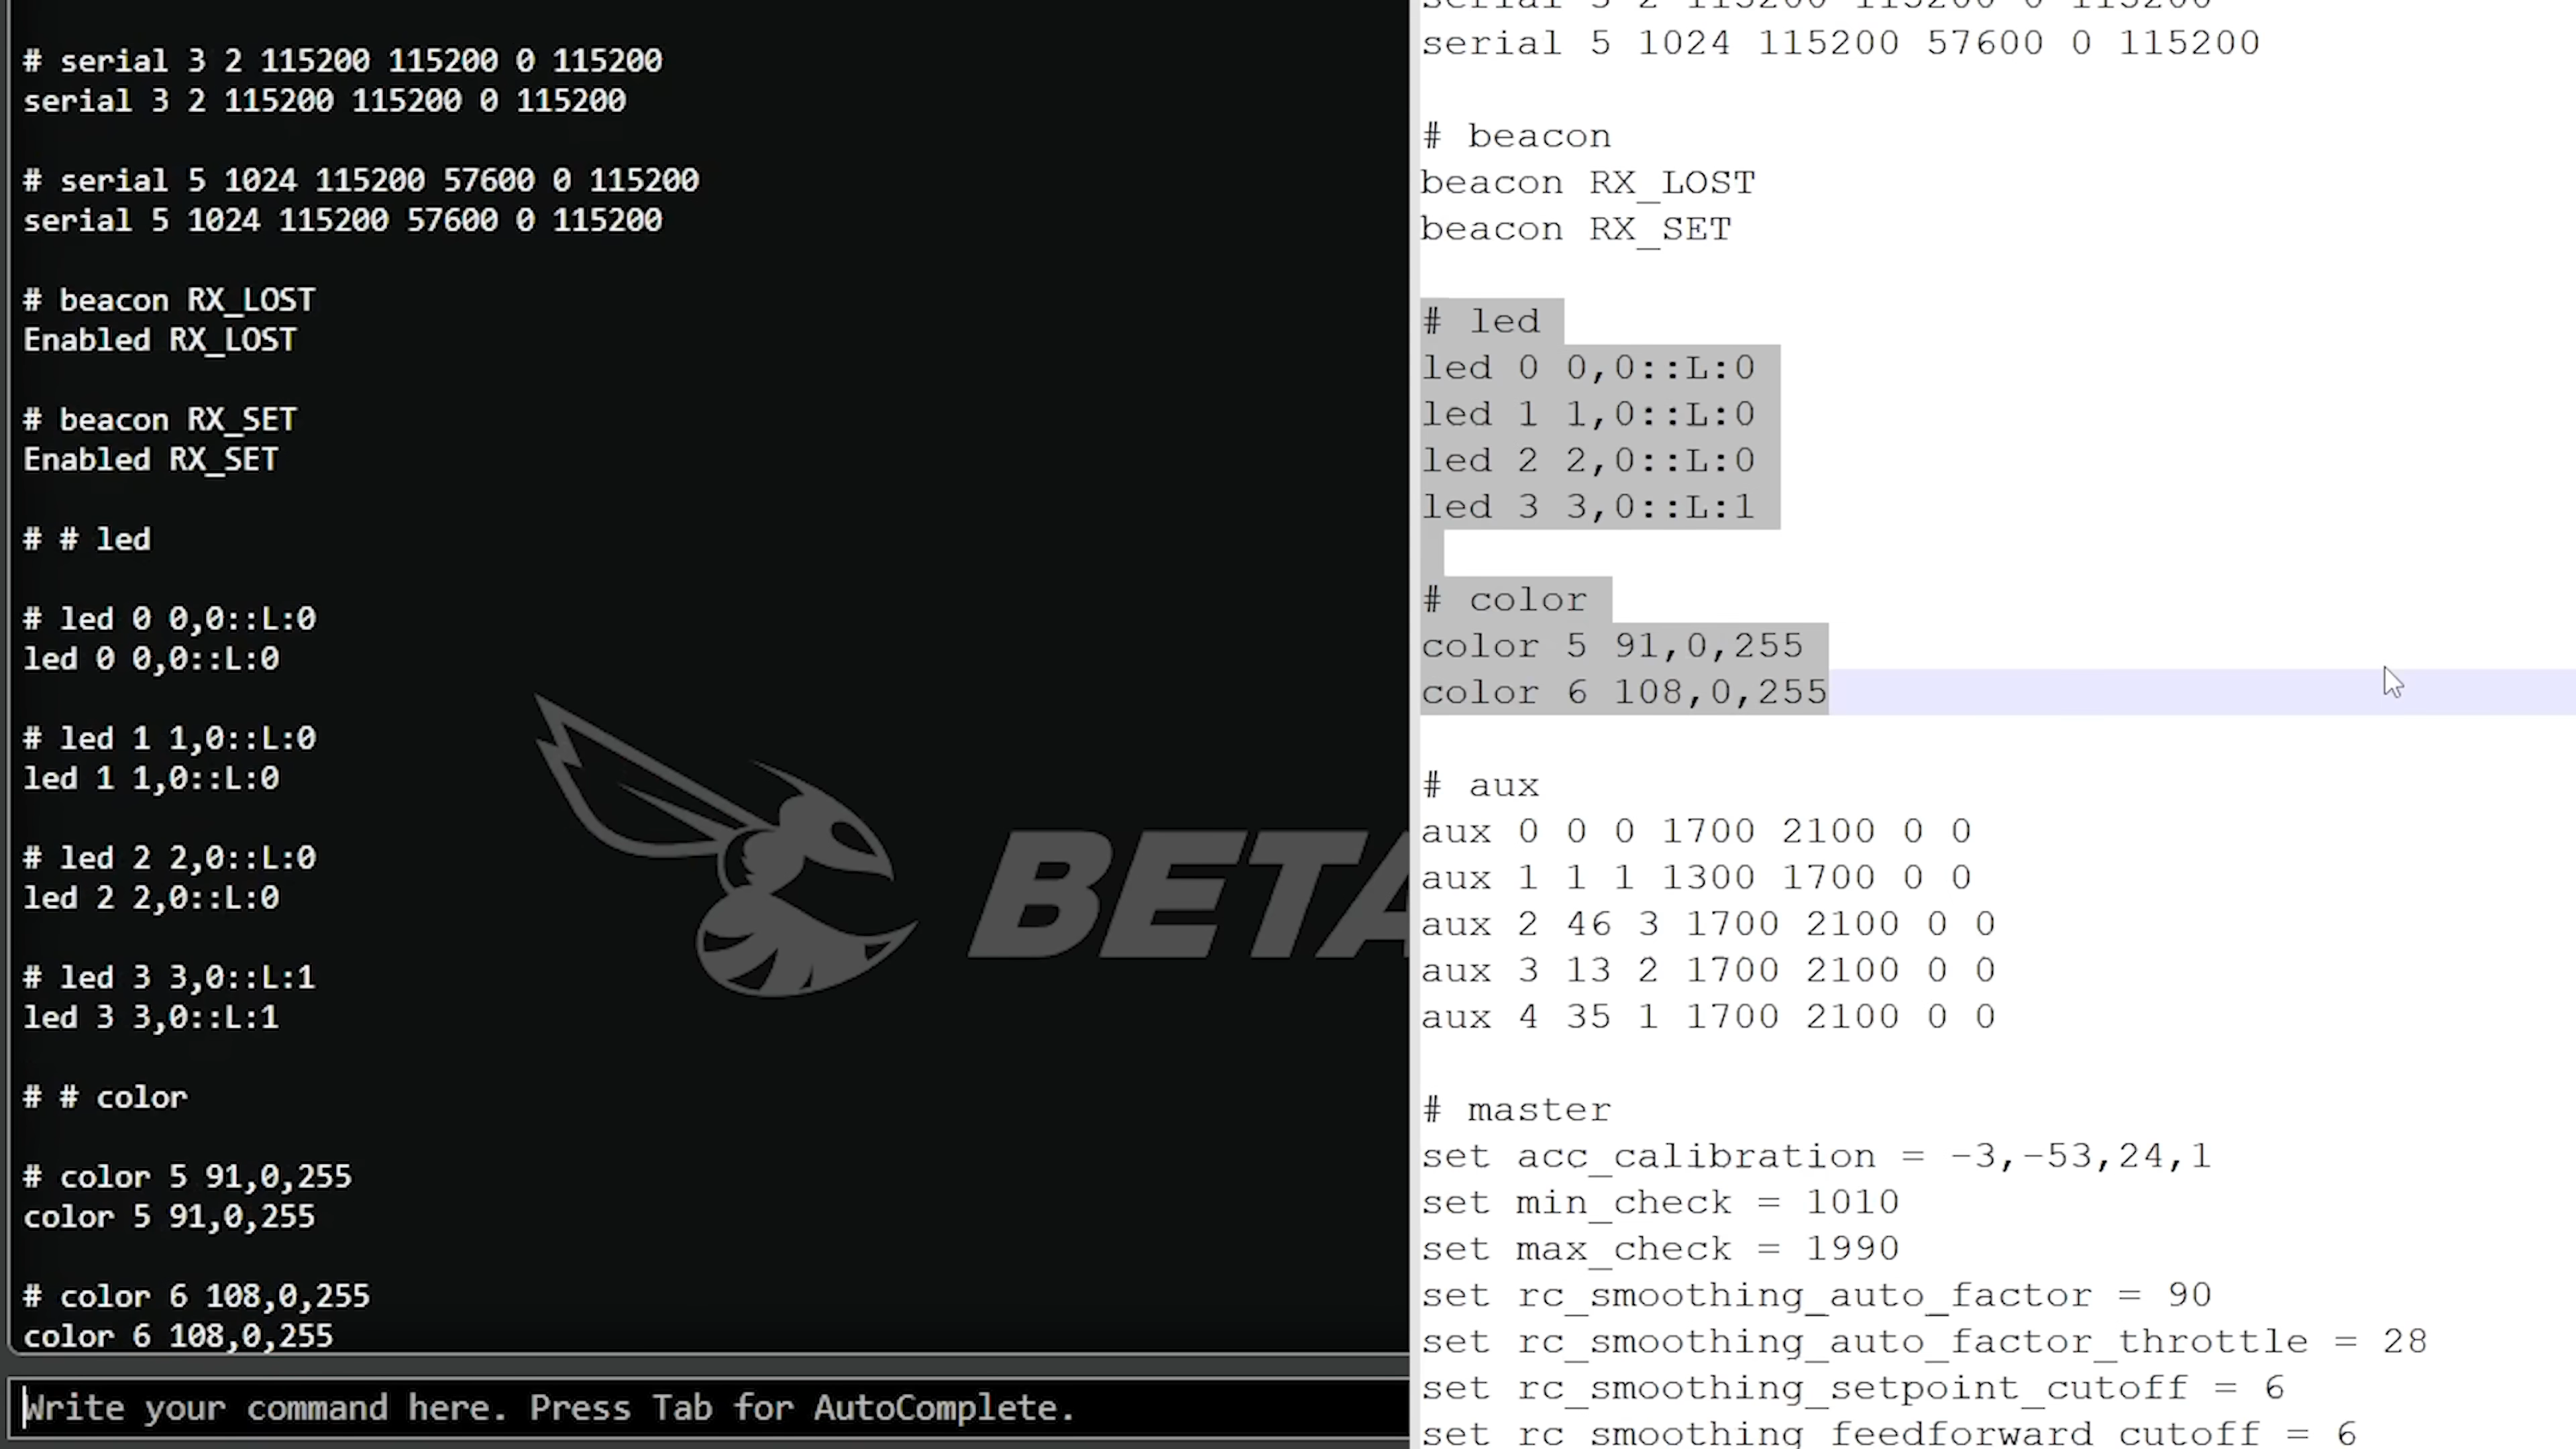 # serial 3 2 115200 115200 0 115200
serial 3 2 115200 115200 0 115200
# serial 5 1024 115200 57600 0 115200
serial 5 1024 115200 57600 0 115200
# beacon RX_LOST
Enabled RX_LOST
# beacon RX_SET
Enabled RX_SET
# # led
# led 0 0,0::L:0
led 0 0,0::L:0
# led 1 1,0::L:0
led 1 1,0::L:0
# led 2 2,0::L:0
led 2 2,0::L:0
# led 3 3,0::L:1
led 3 3,0::L:1
# # color
# color 5 91,0,255
color 5 91,0,255
# color 6 108,0,255
color 6 108,0,255
Write your command here. Press Tab for AutoComplete.
BETA
serial 3 2 115200 115200 0 115200
serial 5 1024 115200 57600 0 115200
# beacon
beacon RX_LOST
beacon RX_SET
# led
led 0 0,0::L:0
led 1 1,0::L:0
led 2 2,0::L:0
led 3 3,0::L:1
# color
color 5 91,0,255
color 6 108,0,255
# aux
aux 0 0 0 1700 2100 0 0
aux 1 1 1 1300 1700 0 0
aux 2 46 3 1700 2100 0 0
aux 3 13 2 1700 2100 0 0
aux 4 35 1 1700 2100 0 0
# master
set acc_calibration = -3,-53,24,1
set min_check = 1010
set max_check = 1990
set rc_smoothing_auto_factor = 90
set rc_smoothing_auto_factor_throttle = 28
set rc_smoothing_setpoint_cutoff = 6
set rc_smoothing_feedforward_cutoff = 6